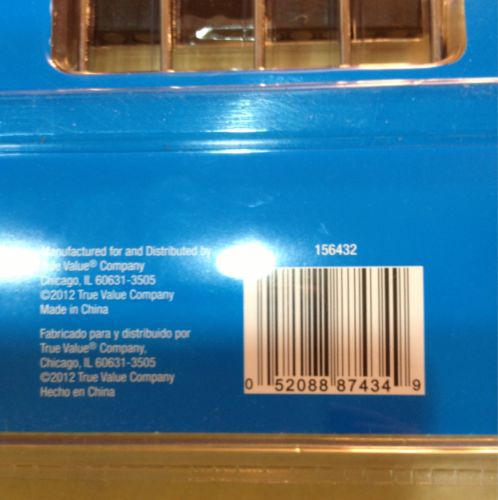 Manufactured for and Distributed by
True Value® Company
Chicago, IL 60631-3505
©2012 True Value Company
Made in China
Fabricado para y distribuido por
True Value® Company,
Chicago, IL 60631-3505
©2012 True Value Company
Hecho en China
156432
0 52088 87434 9